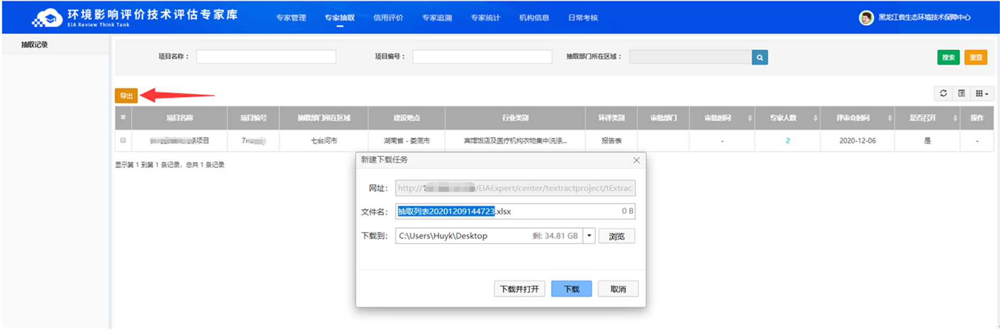 环境影响评价技术评估专家库
EIA Review Think Tank
专家管理 专家抽取 信用评价 专家追溯 专家统计 机构信息 日常考核
黑龙江省生态环境技术保障中心
抽取记录
项目名称： 项目编号： 抽取部门所在区域： 搜索 重置
导出
项目名称 项目编号 抽取部门所在区域 建设地点 行业类别 环评类别 审批部门 审批时间 专家人数 评审会时间 是否召开 操作
项目 七台河市 湖南省 - 娄底市 宾馆饭店及医疗机构衣物集中洗涤... 报告表 - 2 2020-12-06 是 -
显示第 1 到第 1 条记录，总共 1 条记录
新建下载任务
网址： http:// /EIAExpert/center/textractproject/tExtrac
文件名： 抽取列表20201209144723.xlsx 0 B
下载到： C:\Users\Huyk\Desktop 剩: 34.81 GB 浏览
下载并打开 下载 取消